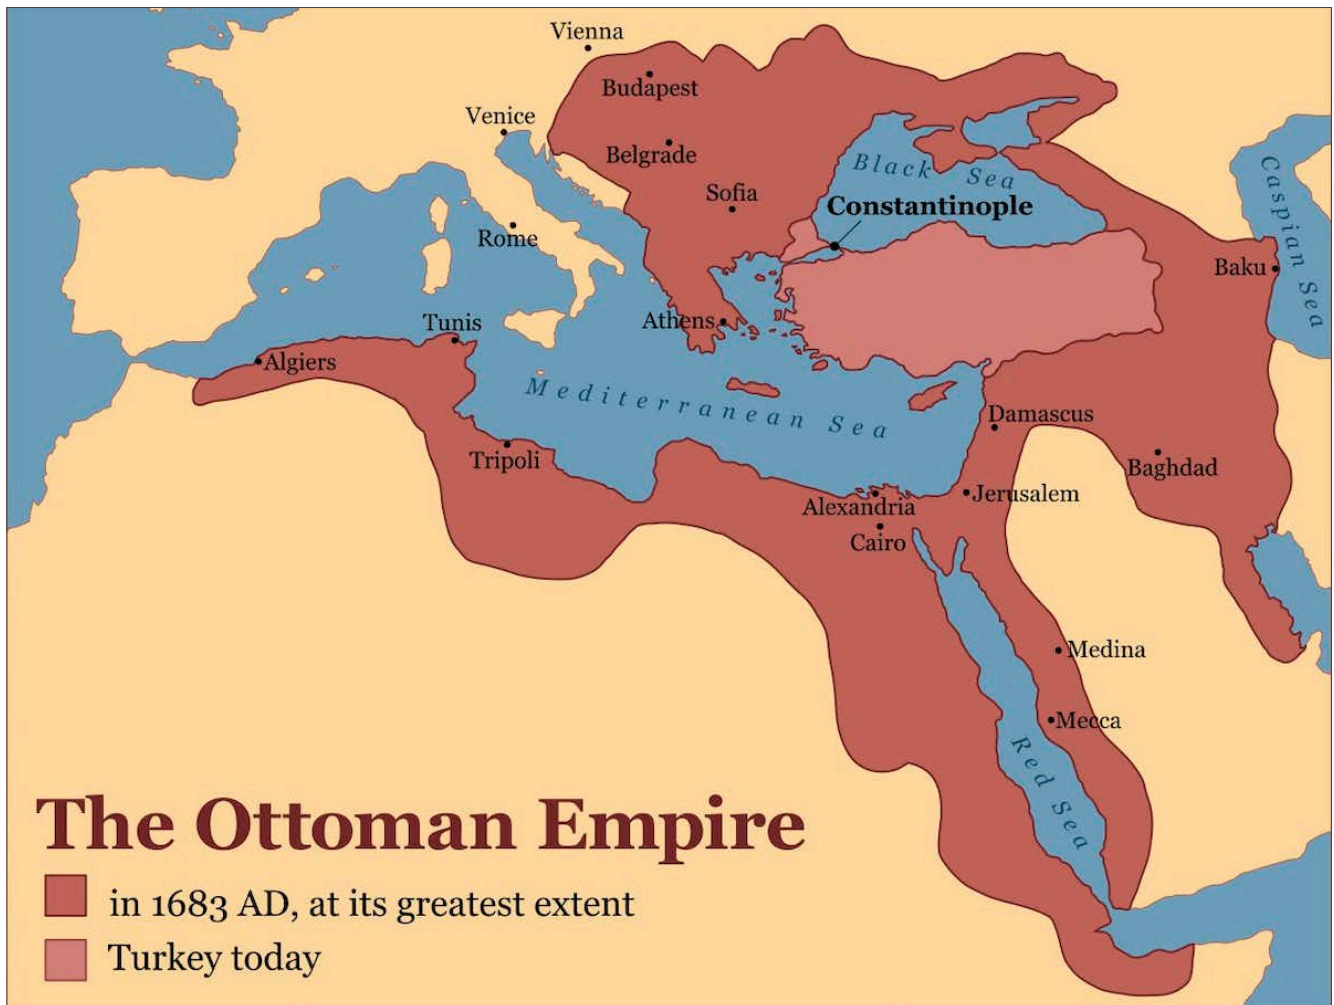 Vienna
Budapest
Venice
Belgrade
Black Sea
Caspian Sea
Sofia
Constantinople
Rome
Baku
Athens
Tunis
Algiers
Mediterranean Sea
Damascus
Tripoli
Baghdad
Jerusalem
Alexandria
Cairo
Medina
Mecca
Red Sea
The Ottoman Empire
in 1683 AD, at its greatest extent
Turkey today